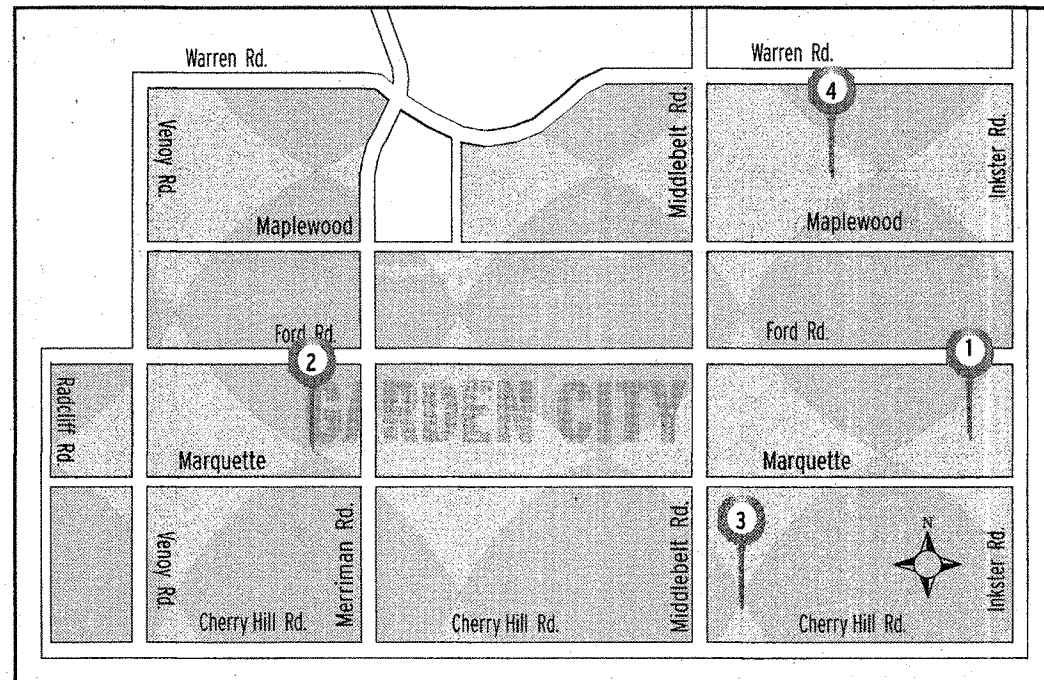 Warren Rd.
Warren Rd.
4
Venoy Rd.
Middlebelt Rd.
Inkster Rd.
Maplewood
Maplewood
Ford Rd.
Ford Rd.
2
1
Radcliff Rd.
GARDEN CITY
Marquette
Marquette
3
N
Venoy Rd.
Merriman Rd.
Middlebelt Rd.
Inkster Rd.
Cherry Hill Rd.
Cherry Hill Rd.
Cherry Hill Rd.